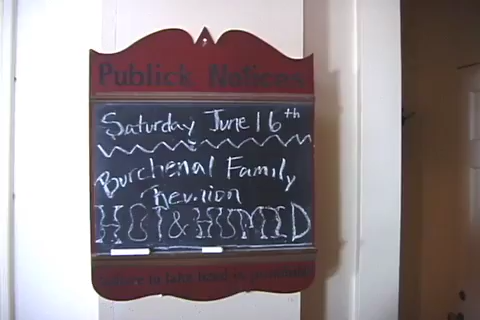 Publick Notices
Saturday June 16th
Burchenal Family
Reunion
HOT & HUMID